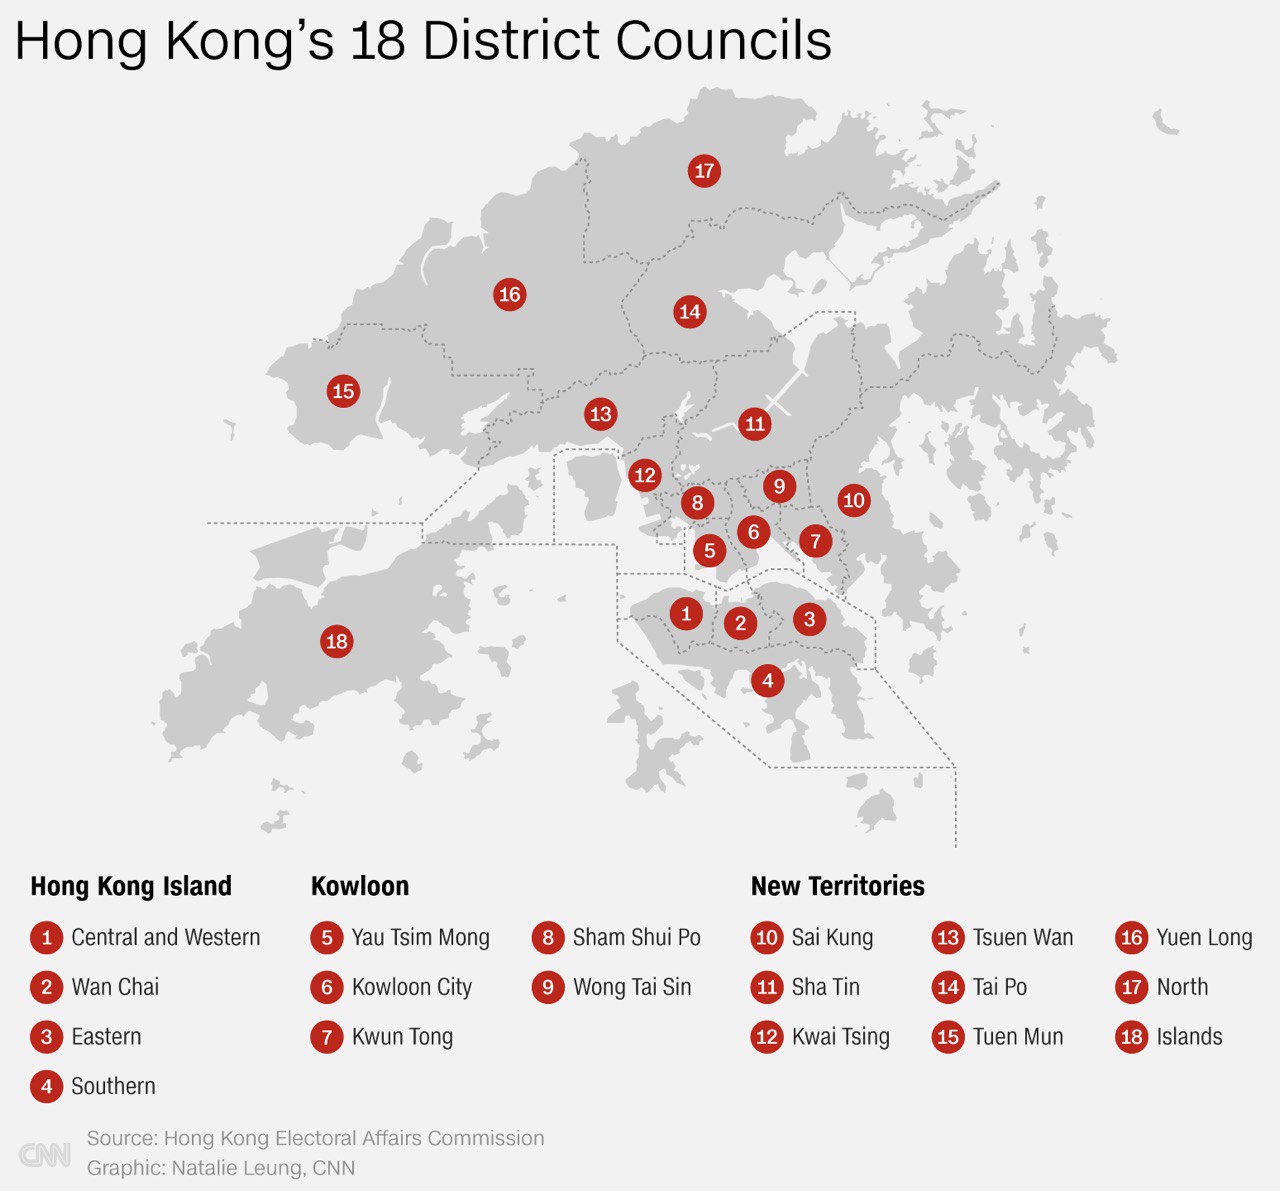 Hong Kong’s 18 District Councils
17
16
14
15
13
11
12
9
10
8
6
7
5
1
2
3
18
4
Hong Kong Island
1 Central and Western
2 Wan Chai
3 Eastern
4 Southern
Kowloon
5 Yau Tsim Mong
6 Kowloon City
7 Kwun Tong
8 Sham Shui Po
9 Wong Tai Sin
New Territories
10 Sai Kung
11 Sha Tin
12 Kwai Tsing
13 Tsuen Wan
14 Tai Po
15 Tuen Mun
16 Yuen Long
17 North
18 Islands
CNN
Source: Hong Kong Electoral Affairs Commission
Graphic: Natalie Leung, CNN